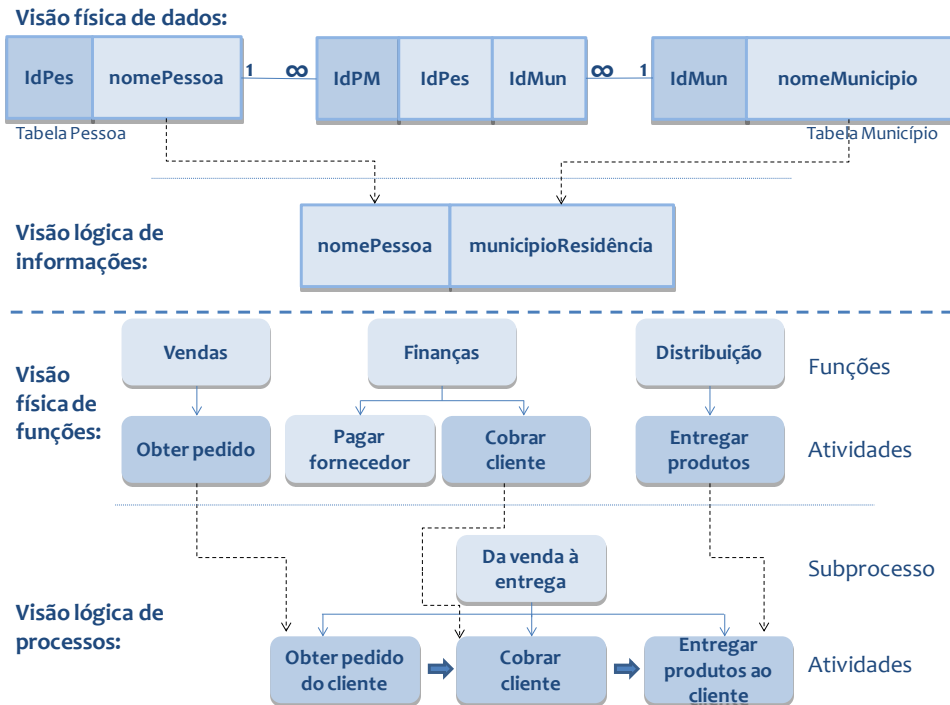 Visão física de dados:
IdPes nomePessoa 1 ∞ IdPM IdPes IdMun ∞ 1 IdMun nomeMunicipio
Tabela Pessoa
Tabela Município
Visão lógica de
informações:
nomePessoa
municipioResidência
Visão
física de
funções:
Vendas
Finanças
Distribuição
Funções
Obter pedido
Pagar
fornecedor
Cobrar
cliente
Entregar
produtos
Atividades
Visão lógica de
processos:
Da venda à
entrega
Subprocesso
Obter pedido
do cliente
Cobrar
cliente
Entregar
produtos ao
cliente
Atividades